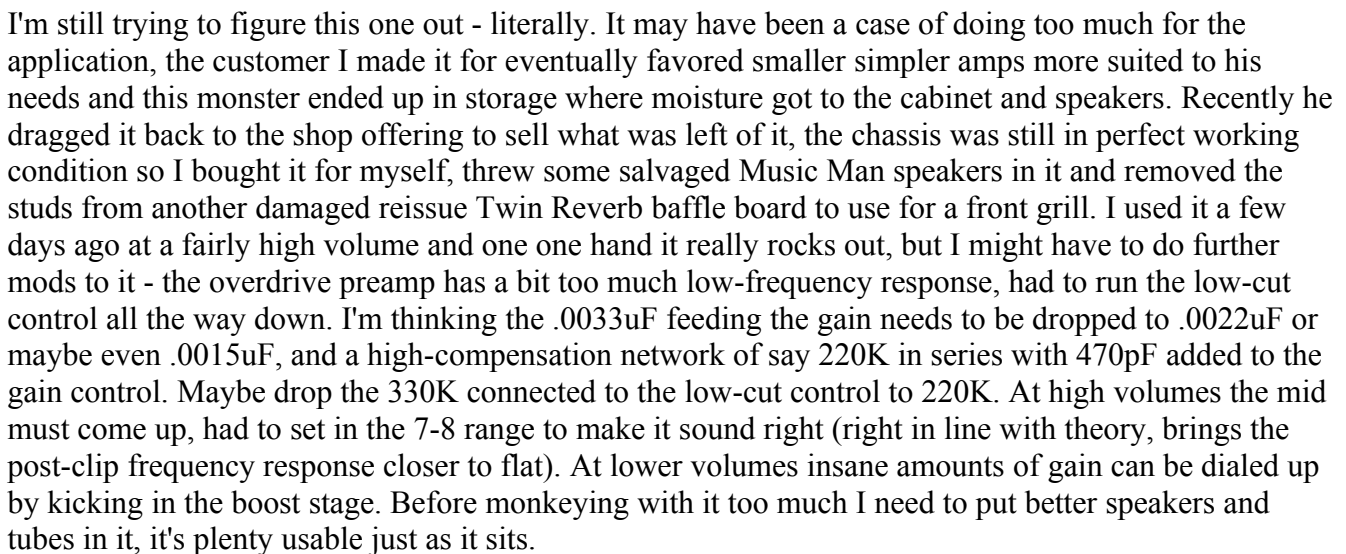 I'm still trying to figure this one out - literally. It may have been a case of doing too much for the
application, the customer I made it for eventually favored smaller simpler amps more suited to his
needs and this monster ended up in storage where moisture got to the cabinet and speakers. Recently he
dragged it back to the shop offering to sell what was left of it, the chassis was still in perfect working
condition so I bought it for myself, threw some salvaged Music Man speakers in it and removed the
studs from another damaged reissue Twin Reverb baffle board to use for a front grill. I used it a few
days ago at a fairly high volume and one one hand it really rocks out, but I might have to do further
mods to it - the overdrive preamp has a bit too much low-frequency response, had to run the low-cut
control all the way down. I'm thinking the .0033uF feeding the gain needs to be dropped to .0022uF or
maybe even .0015uF, and a high-compensation network of say 220K in series with 470pF added to the
gain control. Maybe drop the 330K connected to the low-cut control to 220K. At high volumes the mid
must come up, had to set in the 7-8 range to make it sound right (right in line with theory, brings the
post-clip frequency response closer to flat). At lower volumes insane amounts of gain can be dialed up
by kicking in the boost stage. Before monkeying with it too much I need to put better speakers and
tubes in it, it's plenty usable just as it sits.